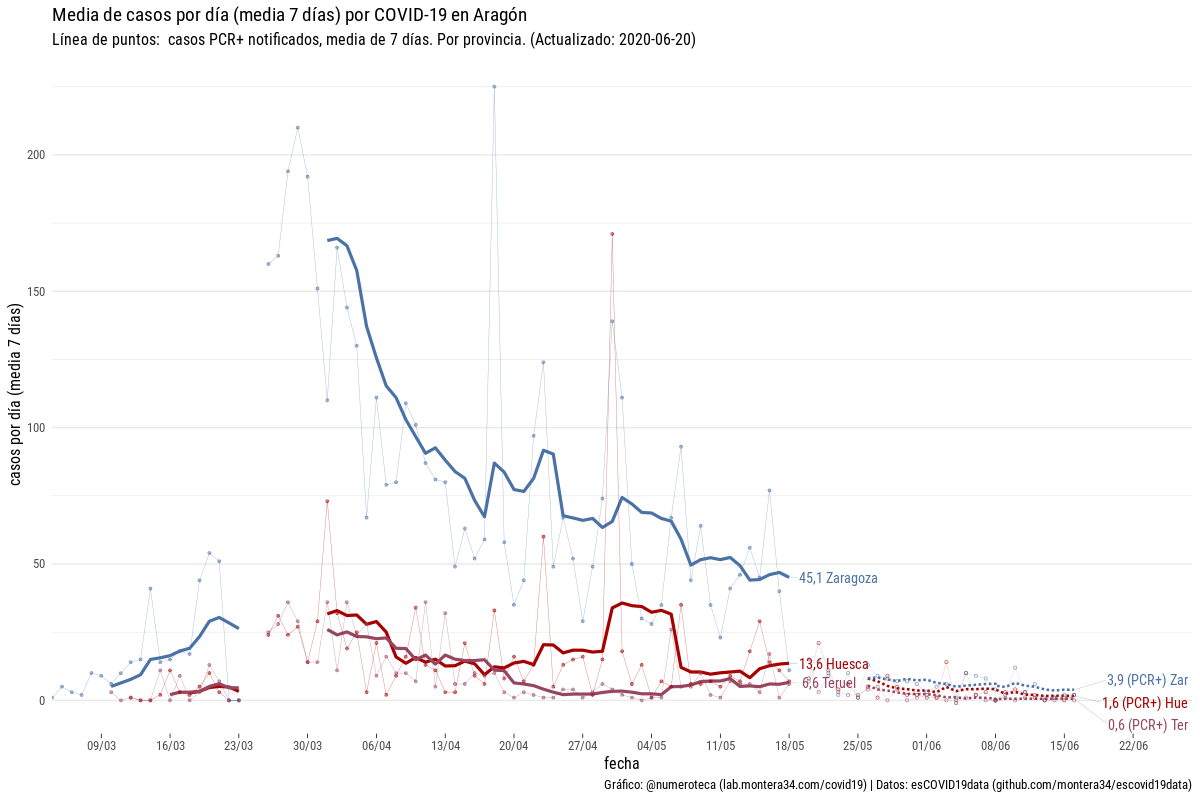 Media de casos por día (media 7 días) por COVID-19 en Aragón
Línea de puntos:  casos PCR+ notificados, media de 7 días. Por provincia. (Actualizado: 2020-06-20)
casos por día (media 7 días)
200
150
100
50
0
45,1 Zaragoza
13,6 Huesca
6,6 Teruel
3,9 (PCR+) Zar
1,6 (PCR+) Hue
0,6 (PCR+) Ter
09/03 16/03 23/03 30/03 06/04 13/04 20/04 27/04 04/05 11/05 18/05 25/05 01/06 08/06 15/06 22/06
fecha
Gráfico: @numeroteca (lab.montera34.com/covid19) | Datos: esCOVID19data (github.com/montera34/escovid19data)